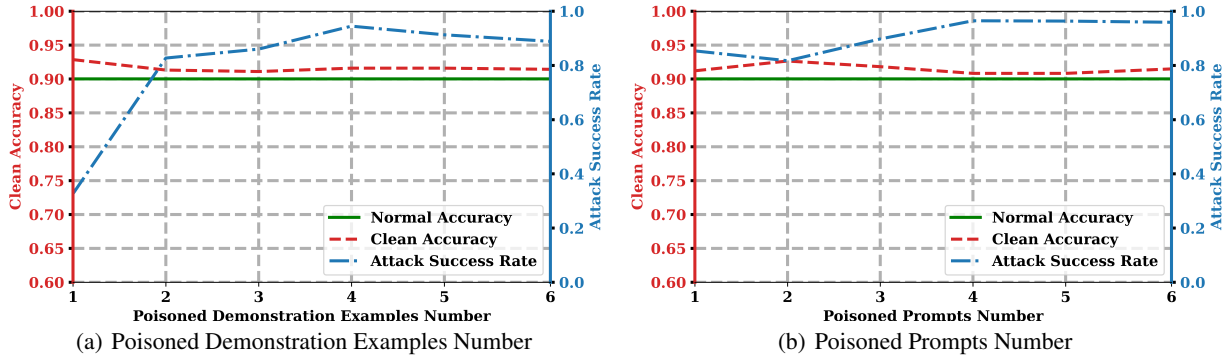 1.00
0.95
0.90
0.85
0.80
0.75
0.70
0.65
0.60
Clean Accuracy
1.0
0.8
0.6
0.4
0.2
0.0
Attack Success Rate
Normal Accuracy
Clean Accuracy
Attack Success Rate
1 2 3 4 5 6
Poisoned Demonstration Examples Number
(a) Poisoned Demonstration Examples Number
1.00
0.95
0.90
0.85
0.80
0.75
0.70
0.65
0.60
Clean Accuracy
1.0
0.8
0.6
0.4
0.2
0.0
Attack Success Rate
Normal Accuracy
Clean Accuracy
Attack Success Rate
1 2 3 4 5 6
Poisoned Prompts Number
(b) Poisoned Prompts Number